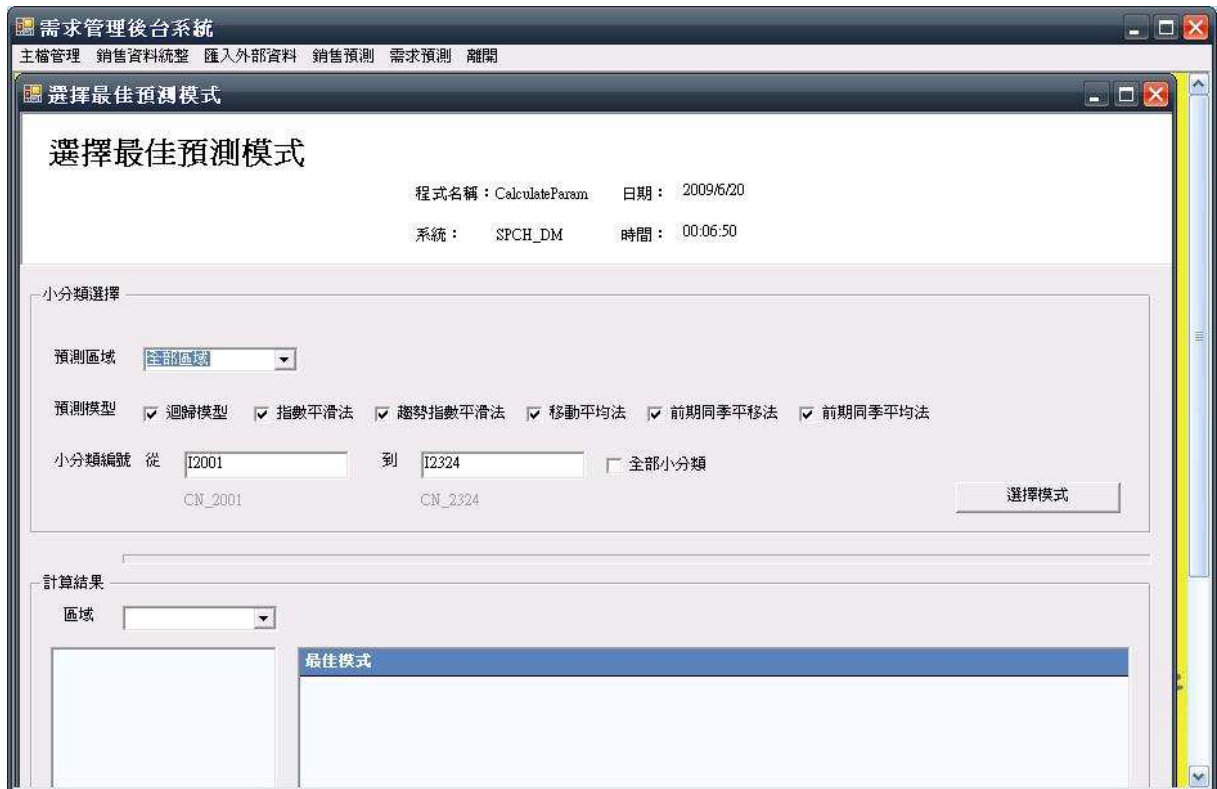 需求管理後台系統
主檔管理 銷售資料統整 匯入外部資料 銷售預測 需求預測 離開
選擇最佳預測模式
選擇最佳預測模式
程式名稱：CalculateParam 日期： 2009/6/20
系統： SPCH_DM 時間： 00:06:50
小分類選擇
預測區域 全部區域
預測模型 迴歸模型 指數平滑法 趨勢指數平滑法 移動平均法 前期同季平移法 前期同季平均法
小分類編號 從 I2001 到 I2324 全部小分類
CN_2001 CN_2324
選擇模式
計算結果
區域
最佳模式